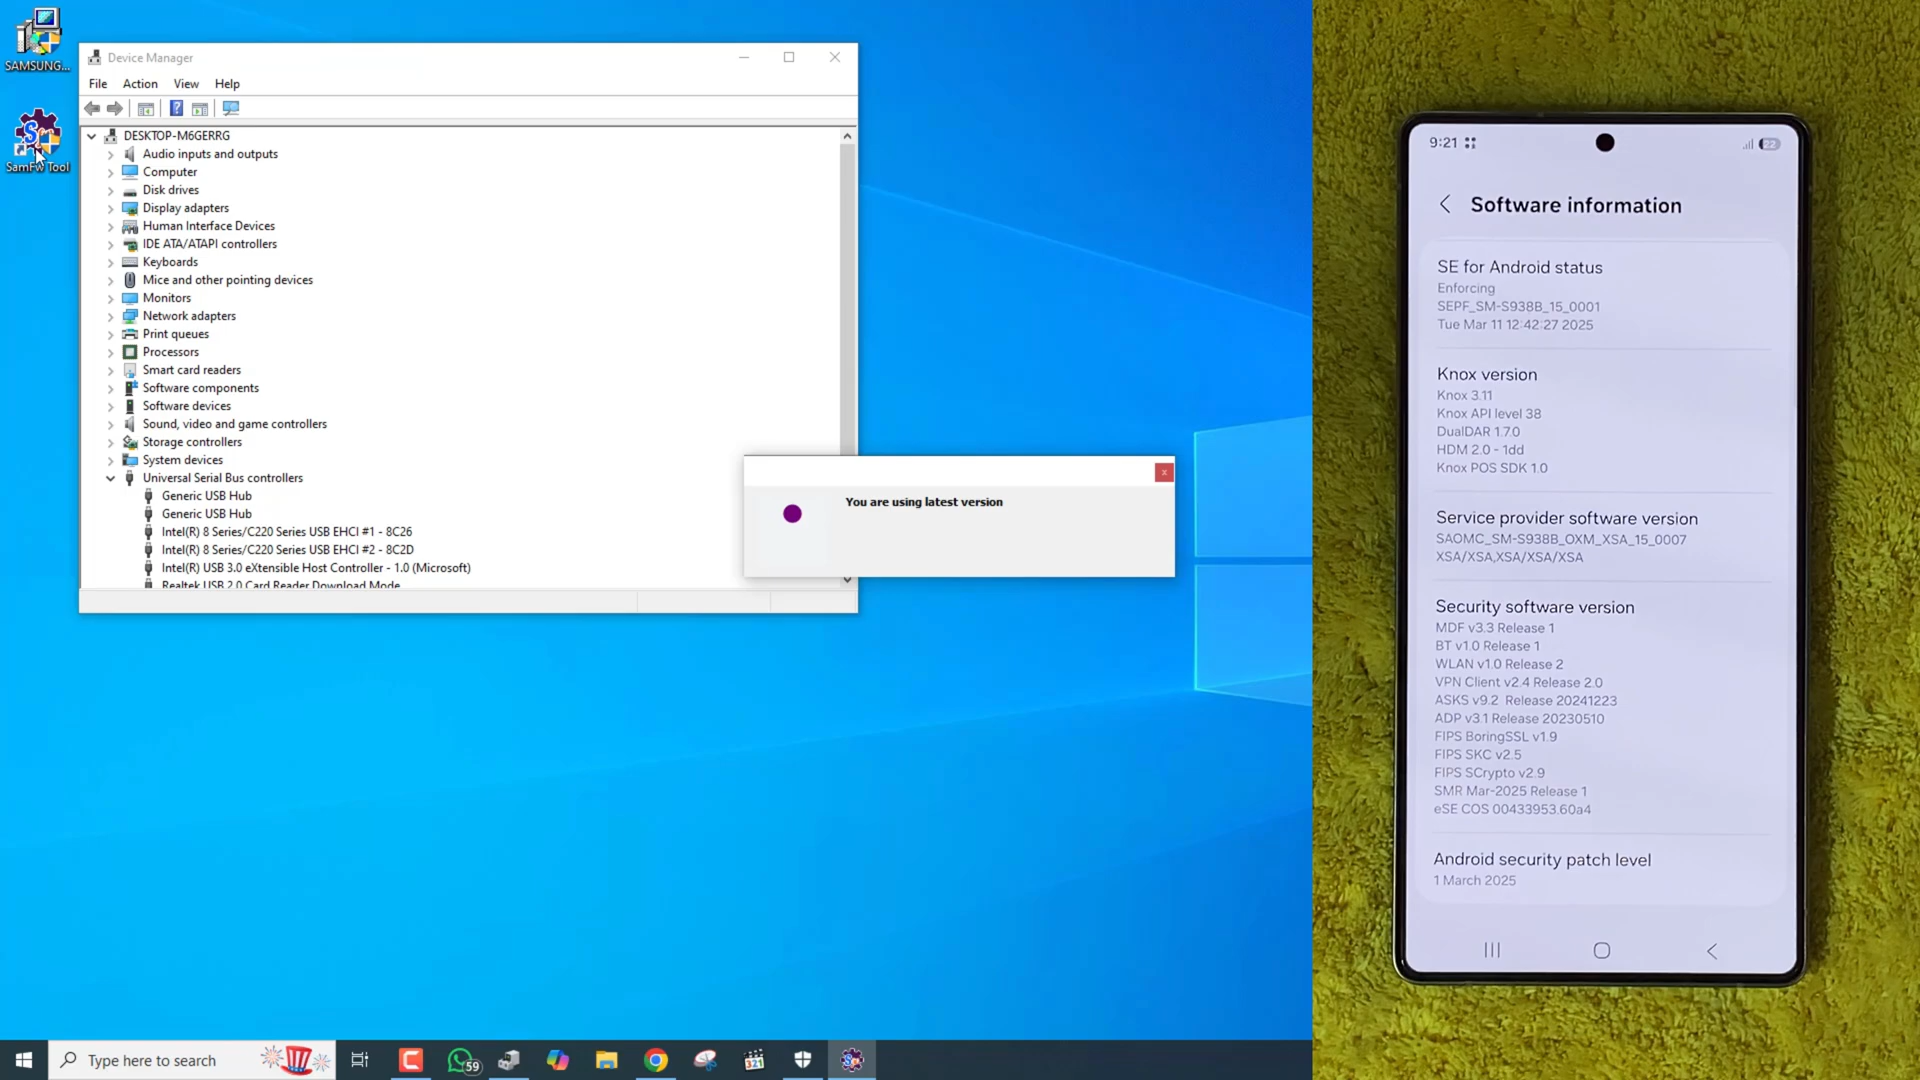 SAMSUNG...
SamFw Tool
Device Manager
File Action View Help
DESKTOP-M6GERRG
Audio inputs and outputs
Computer
Disk drives
Display adapters
Human Interface Devices
IDE ATA/ATAPI controllers
Keyboards
Mice and other pointing devices
Monitors
Network adapters
Print queues
Processors
Smart card readers
Software components
Software devices
Sound, video and game controllers
Storage controllers
System devices
Universal Serial Bus controllers
Generic USB Hub
Generic USB Hub
Intel(R) 8 Series/C220 Series USB EHCI #1 - 8C26
Intel(R) 8 Series/C220 Series USB EHCI #2 - 8C2D
Intel(R) USB 3.0 eXtensible Host Controller - 1.0 (Microsoft)
Realtek USB 2.0 Card Reader Download Mode
You are using latest version
Type here to search
59
321
9:21
22
Software information
SE for Android status
Enforcing
SEPF_SM-S938B_15_0001
Tue Mar 11 12:42:27 2025
Knox version
Knox 3.11
Knox API level 38
DualDAR 1.7.0
HDM 2.0 - 1dd
Knox POS SDK 1.0
Service provider software version
SAOMC_SM-S938B_OXM_XSA_15_0007
XSA/XSA,XSA/XSA/XSA
Security software version
MDF v3.3 Release 1
BT v1.0 Release 1
WLAN v1.0 Release 2
VPN Client v2.4 Release 2.0
ASKS v9.2 Release 20241223
ADP v3.1 Release 20230510
FIPS BoringSSL v1.9
FIPS SKC v2.5
FIPS SCrypto v2.9
SMR Mar-2025 Release 1
eSE COS 00433953.60a4
Android security patch level
1 March 2025